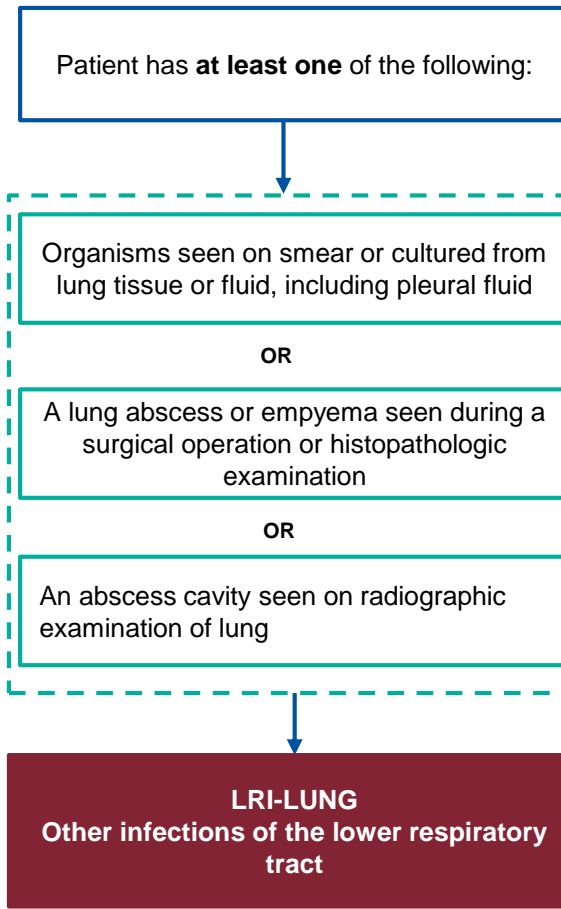 Patient has at least one of the following:
Organisms seen on smear or cultured from
lung tissue or fluid, including pleural fluid
OR
A lung abscess or empyema seen during a
surgical operation or histopathologic
examination
OR
An abscess cavity seen on radiographic
examination of lung
LRI-LUNG
Other infections of the lower respiratory
tract